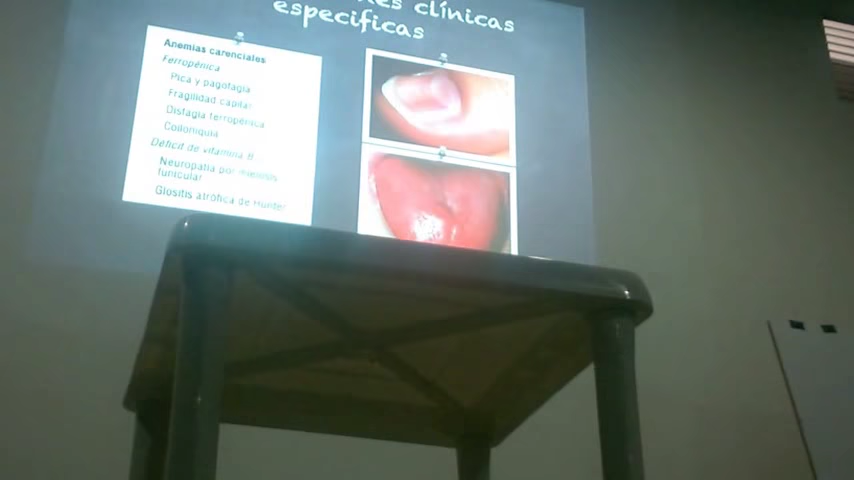 clínicas
especificas
Anemias carenciales
Ferropénica
Pica y pagofagia
Fragilidad capilar
Disfagia ferropénica
Coiloniquia
Déficit de vitamina B
Neuropatía por mielosis
funicular
Glositis atrófica de Hunter